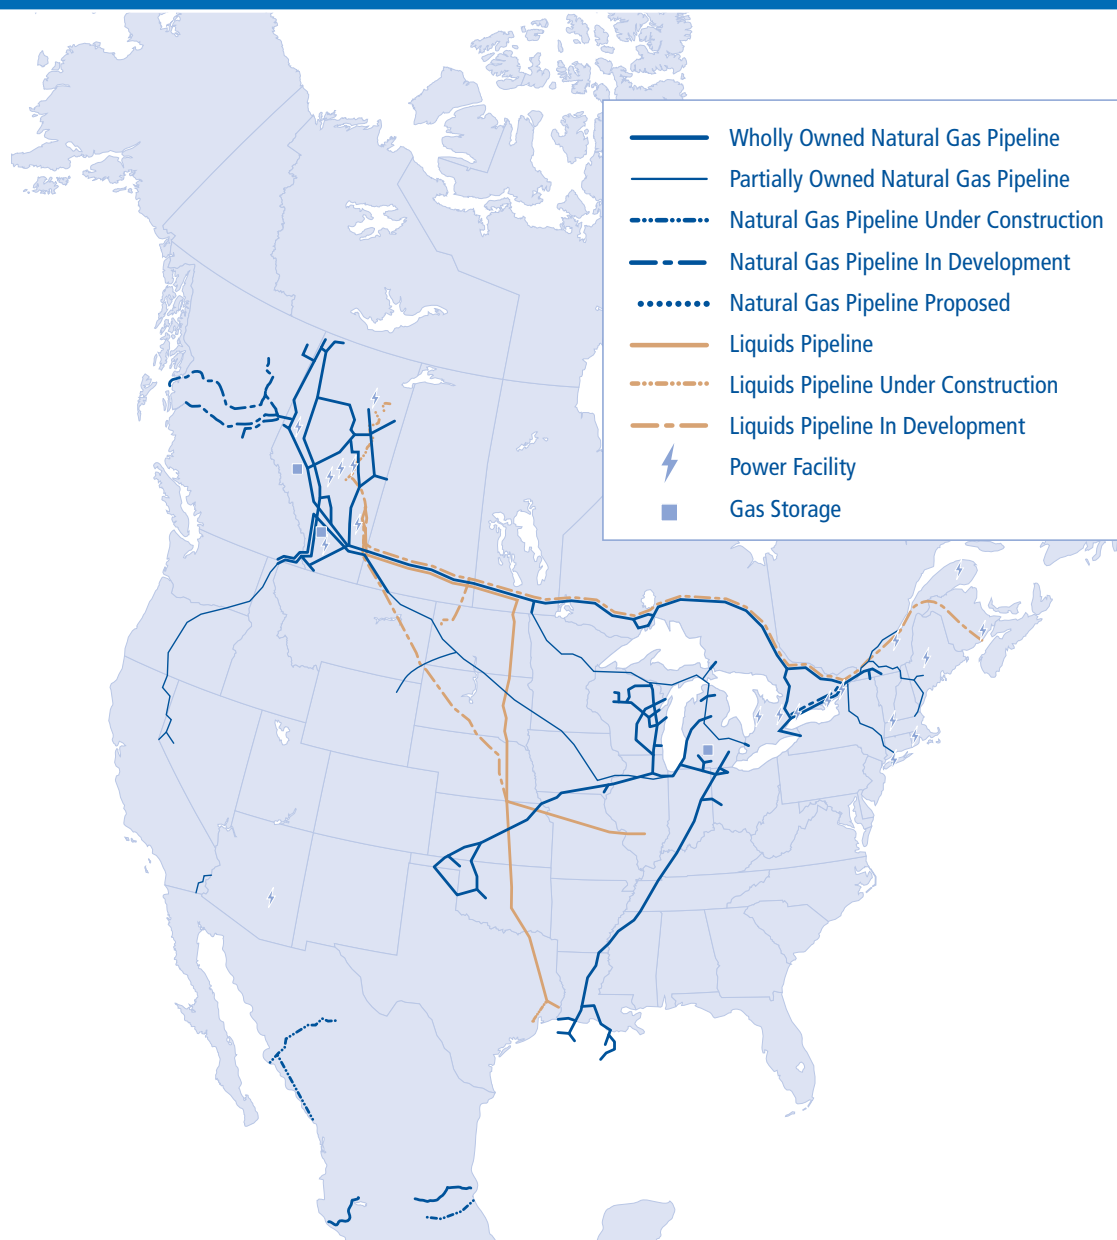 Wholly Owned Natural Gas Pipeline
Partially Owned Natural Gas Pipeline
Natural Gas Pipeline Under Construction
Natural Gas Pipeline In Development
Natural Gas Pipeline Proposed
Liquids Pipeline
Liquids Pipeline Under Construction
Liquids Pipeline In Development
Power Facility
Gas Storage